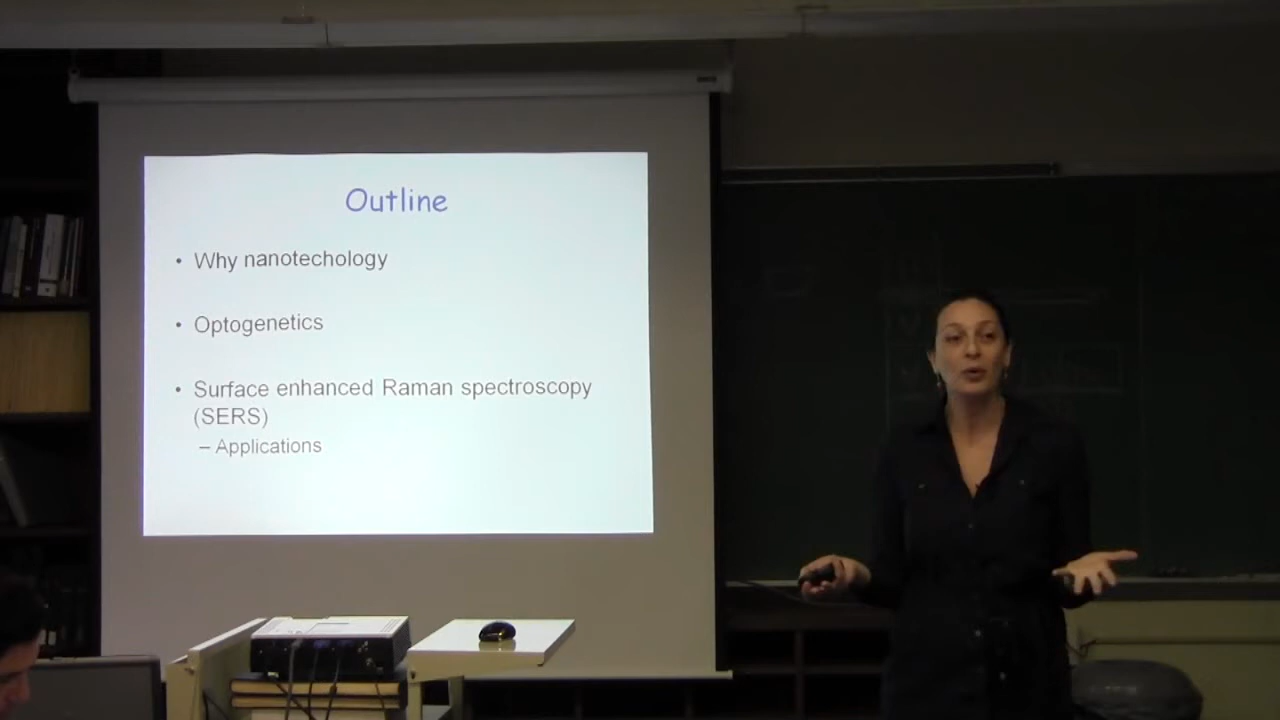 Outline
• Why nanotechology
• Optogenetics
• Surface enhanced Raman spectroscopy
(SERS)
– Applications